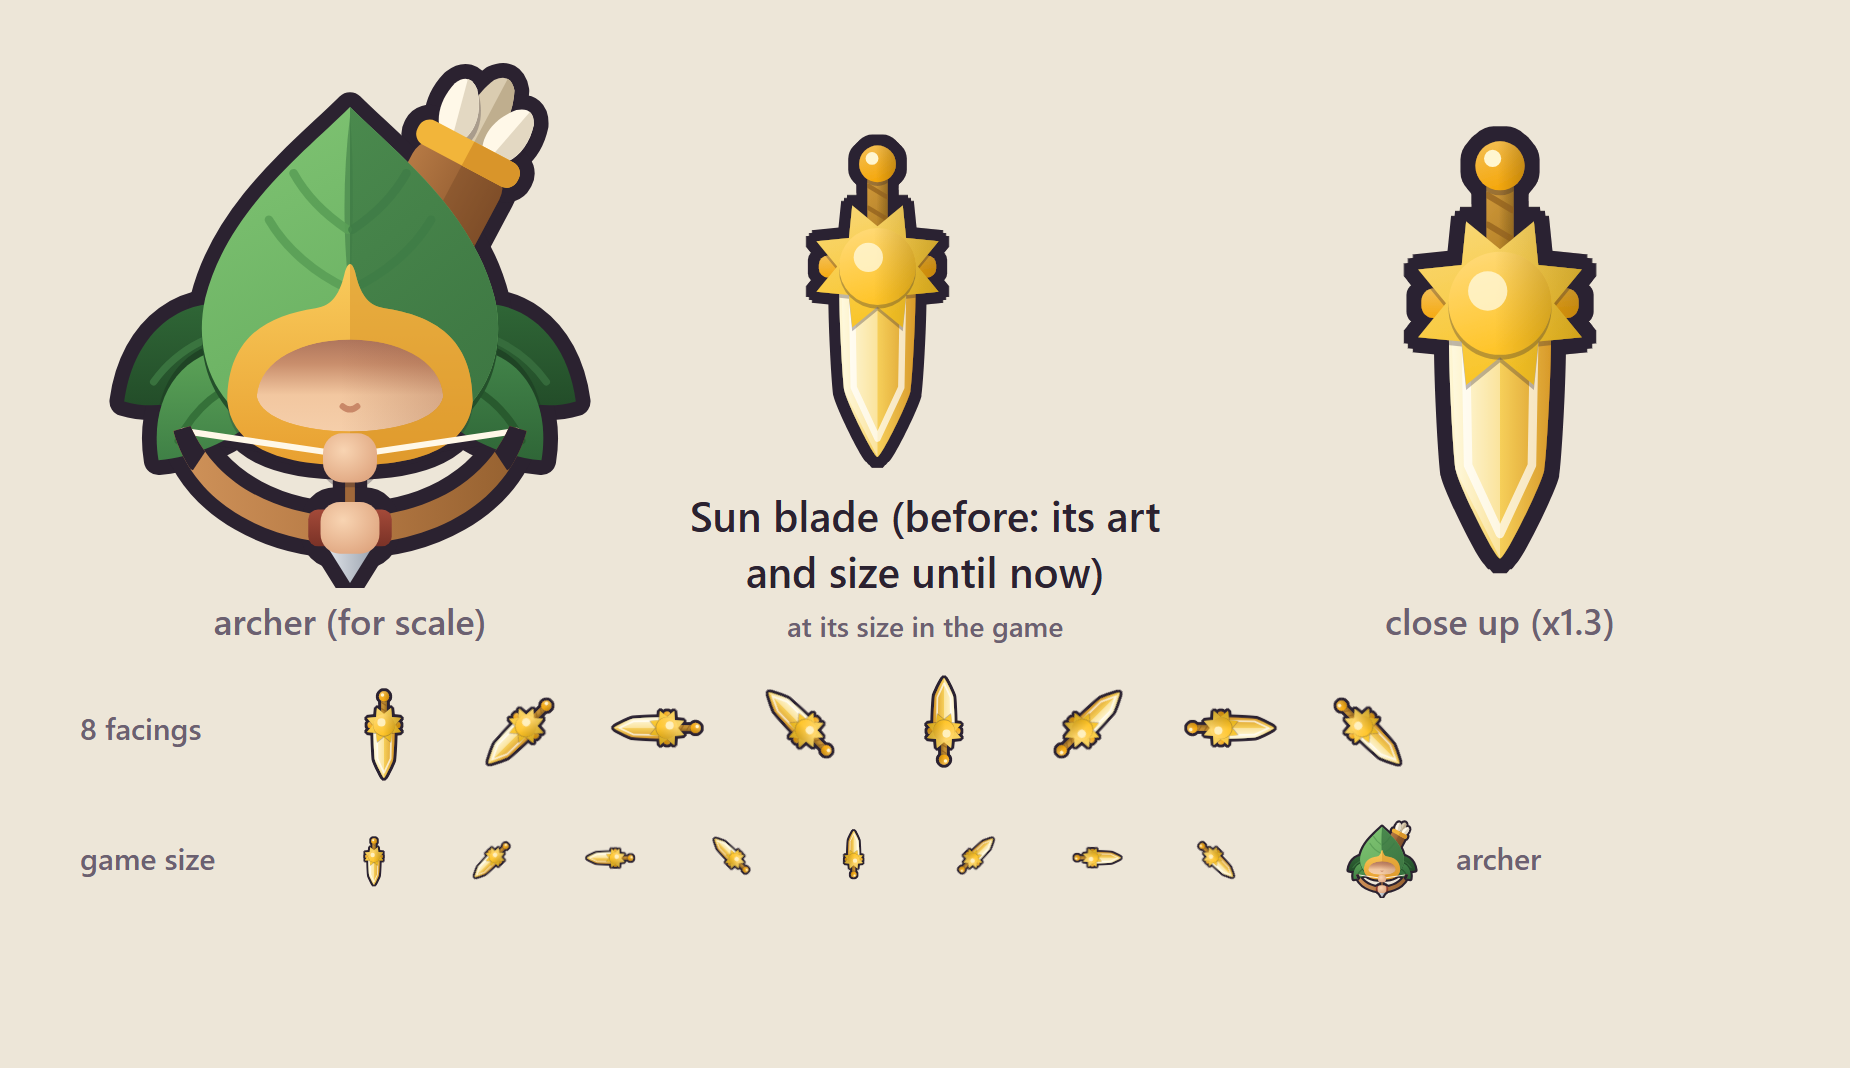 Sun blade (before: its art
and size until now)
archer (for scale)
at its size in the game
close up (x1.3)
8 facings
game size
archer